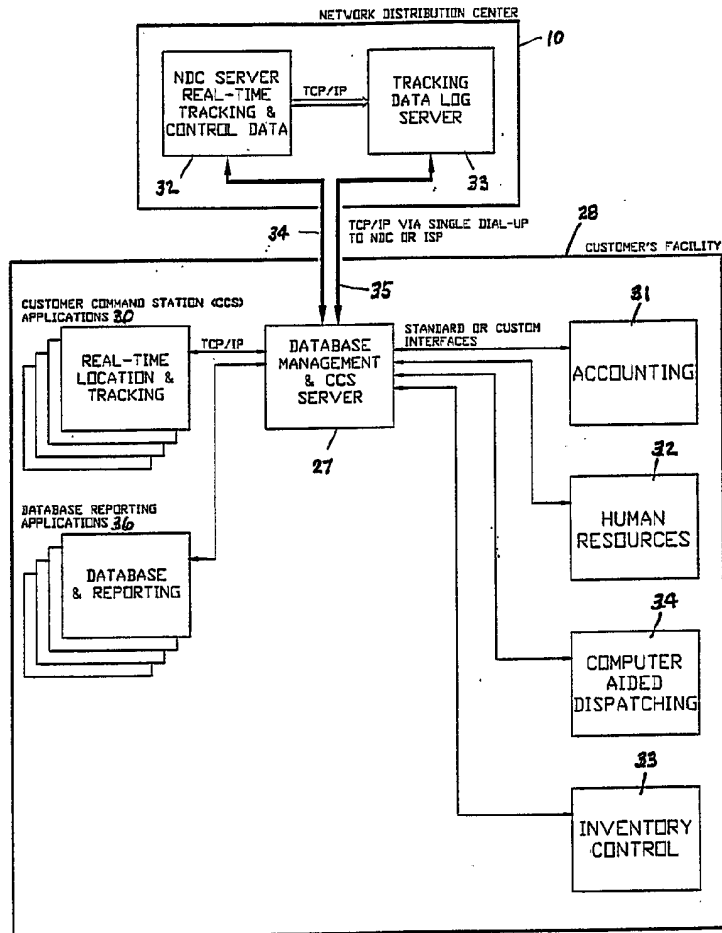 NETWORK DISTRIBUTION CENTER
10
NDC SERVER
REAL-TIME
TRACKING &
CONTROL DATA
TCP/IP
TRACKING
DATA LOG
SERVER
32
33
34
TCP/IP VIA SINGLE DIAL-UP
TO NDC OR ISP
28
CUSTOMER'S FACILITY
35
CUSTOMER COMMAND STATION (CCS)
APPLICATIONS 30
REAL-TIME
LOCATION &
TRACKING
TCP/IP
DATABASE
MANAGEMENT
& CCS
SERVER
27
STANDARD OR CUSTOM
INTERFACES
31
ACCOUNTING
32
HUMAN
RESOURCES
DATABASE REPORTING
APPLICATIONS 36
DATABASE
& REPORTING
34
COMPUTER
AIDED
DISPATCHING
33
INVENTORY
CONTROL